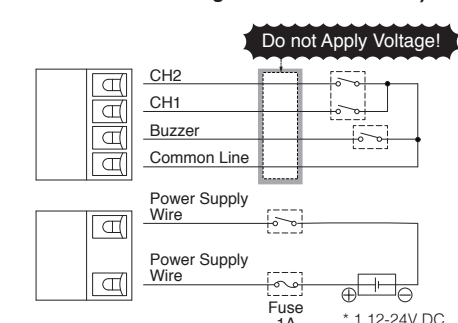 Do not Apply Voltage!
CH2
CH1
Buzzer
Common Line
Power Supply
Wire
Power Supply
Wire
Fuse
1A
* 1 12-24V DC